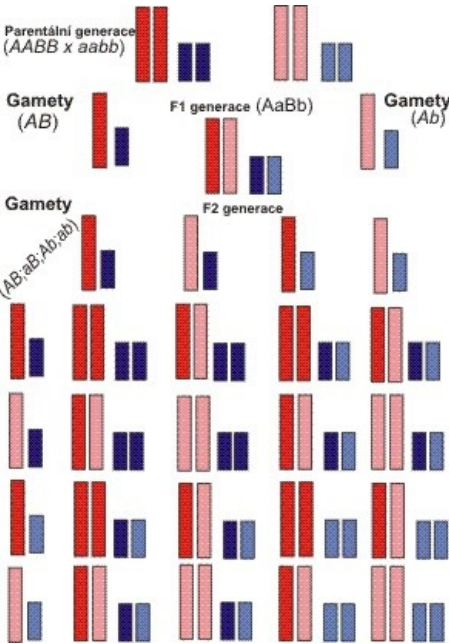 Parentální generace
(AABB x aabb)
Gamety
(AB)
F1 generace (AaBb)
Gamety
(Ab)
Gamety
F2 generace
(AB;aB;Ab;ab)